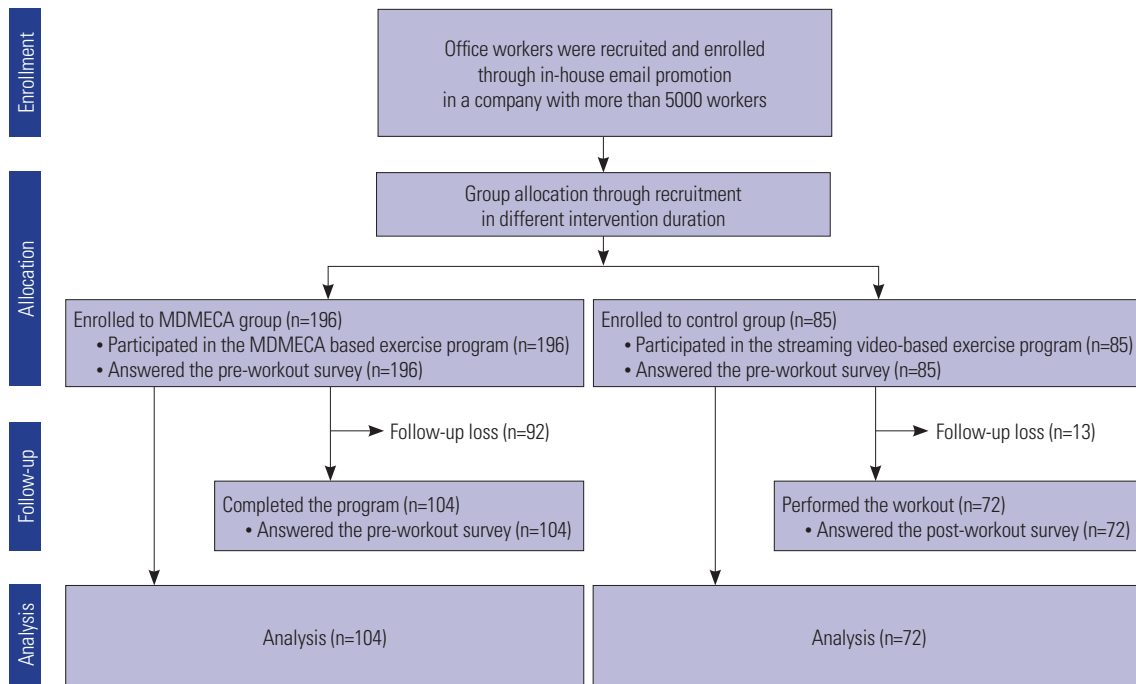 Enrollment
Office workers were recruited and enrolled
through in-house email promotion
in a company with more than 5000 workers
Allocation
Group allocation through recruitment
in different intervention duration
Enrolled to MDMECA group (n=196)
• Participated in the MDMECA based exercise program (n=196)
• Answered the pre-workout survey (n=196)
Enrolled to control group (n=85)
• Participated in the streaming video-based exercise program (n=85)
• Answered the pre-workout survey (n=85)
Follow-up
Follow-up loss (n=92)
Follow-up loss (n=13)
Completed the program (n=104)
• Answered the pre-workout survey (n=104)
Performed the workout (n=72)
• Answered the post-workout survey (n=72)
Analysis
Analysis (n=104)
Analysis (n=72)